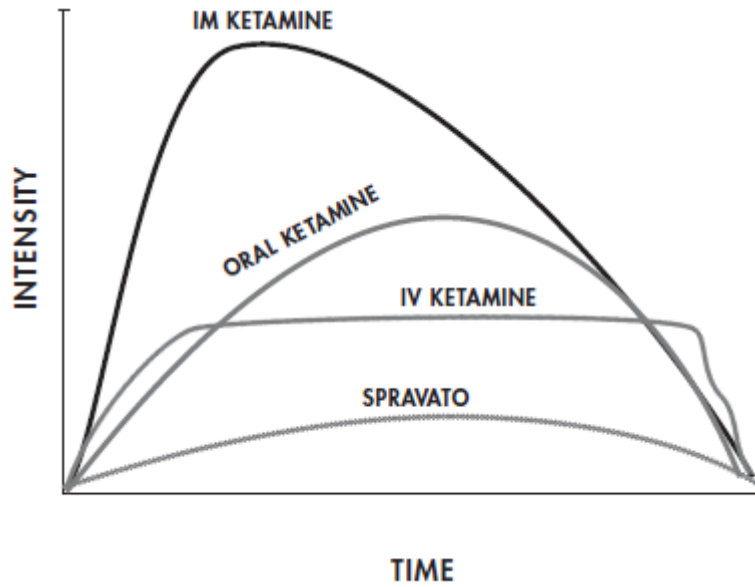 IM KETAMINE
ORAL KETAMINE
IV KETAMINE
SPRAVATO
INTENSITY
TIME